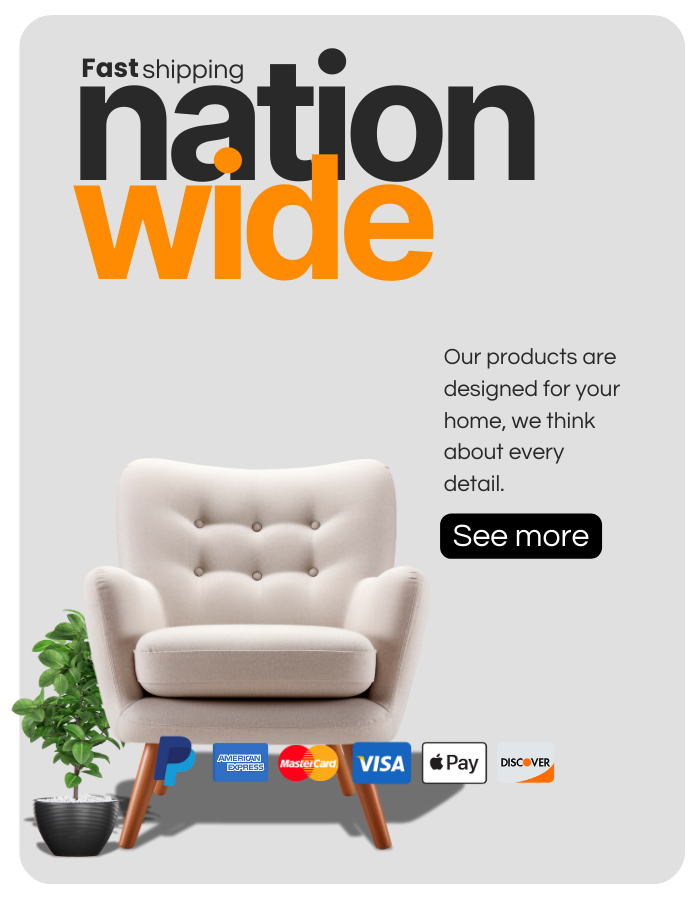 Fast shipping
nation
wide
Our products are
designed for your
home, we think
about every
detail.
See more
AMERICAN
EXPRESS
MasterCard
VISA
Pay
DISCOVER